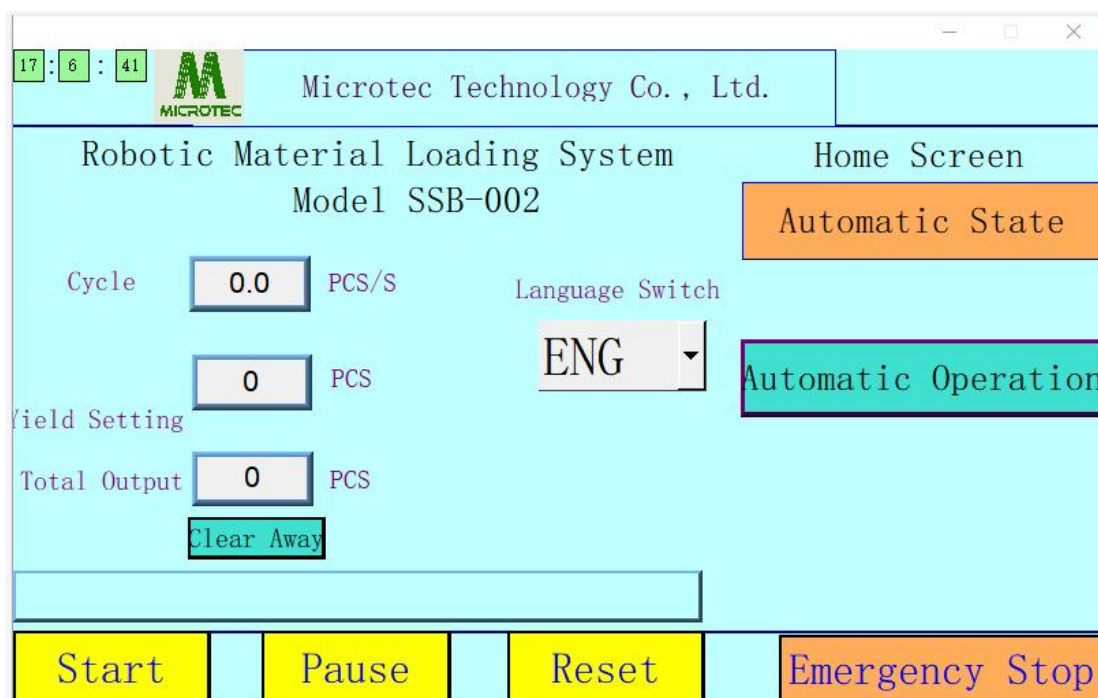 17 : 6 : 41
MICROTEC
Microtec Technology Co., Ltd.
Robotic Material Loading System
Model SSB-002
Home Screen
Automatic State
Cycle 0.0 PCS/S
Language Switch
ENG
Automatic Operation
0 PCS
Yield Setting
Total Output 0 PCS
Clear Away
Start Pause Reset Emergency Stop